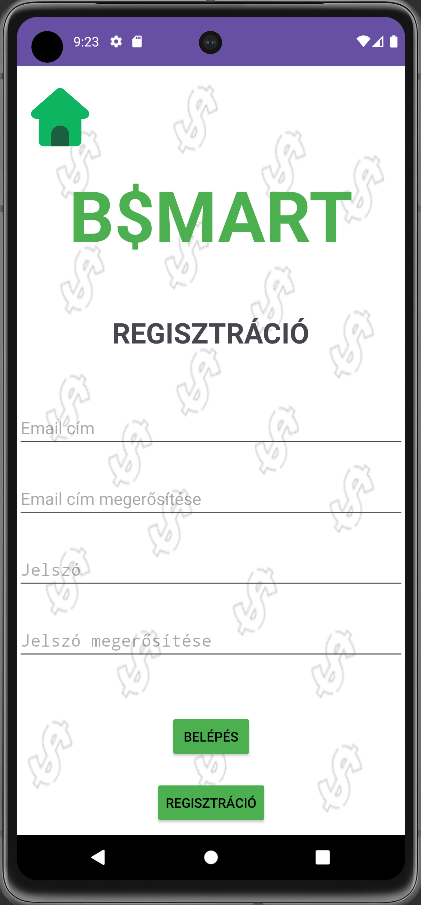 9:23
B$MART
REGISZTRÁCIÓ
Email cím
Email cím megerősítése
Jelszó
Jelszó megerősítése
BELÉPÉS
REGISZTRÁCIÓ